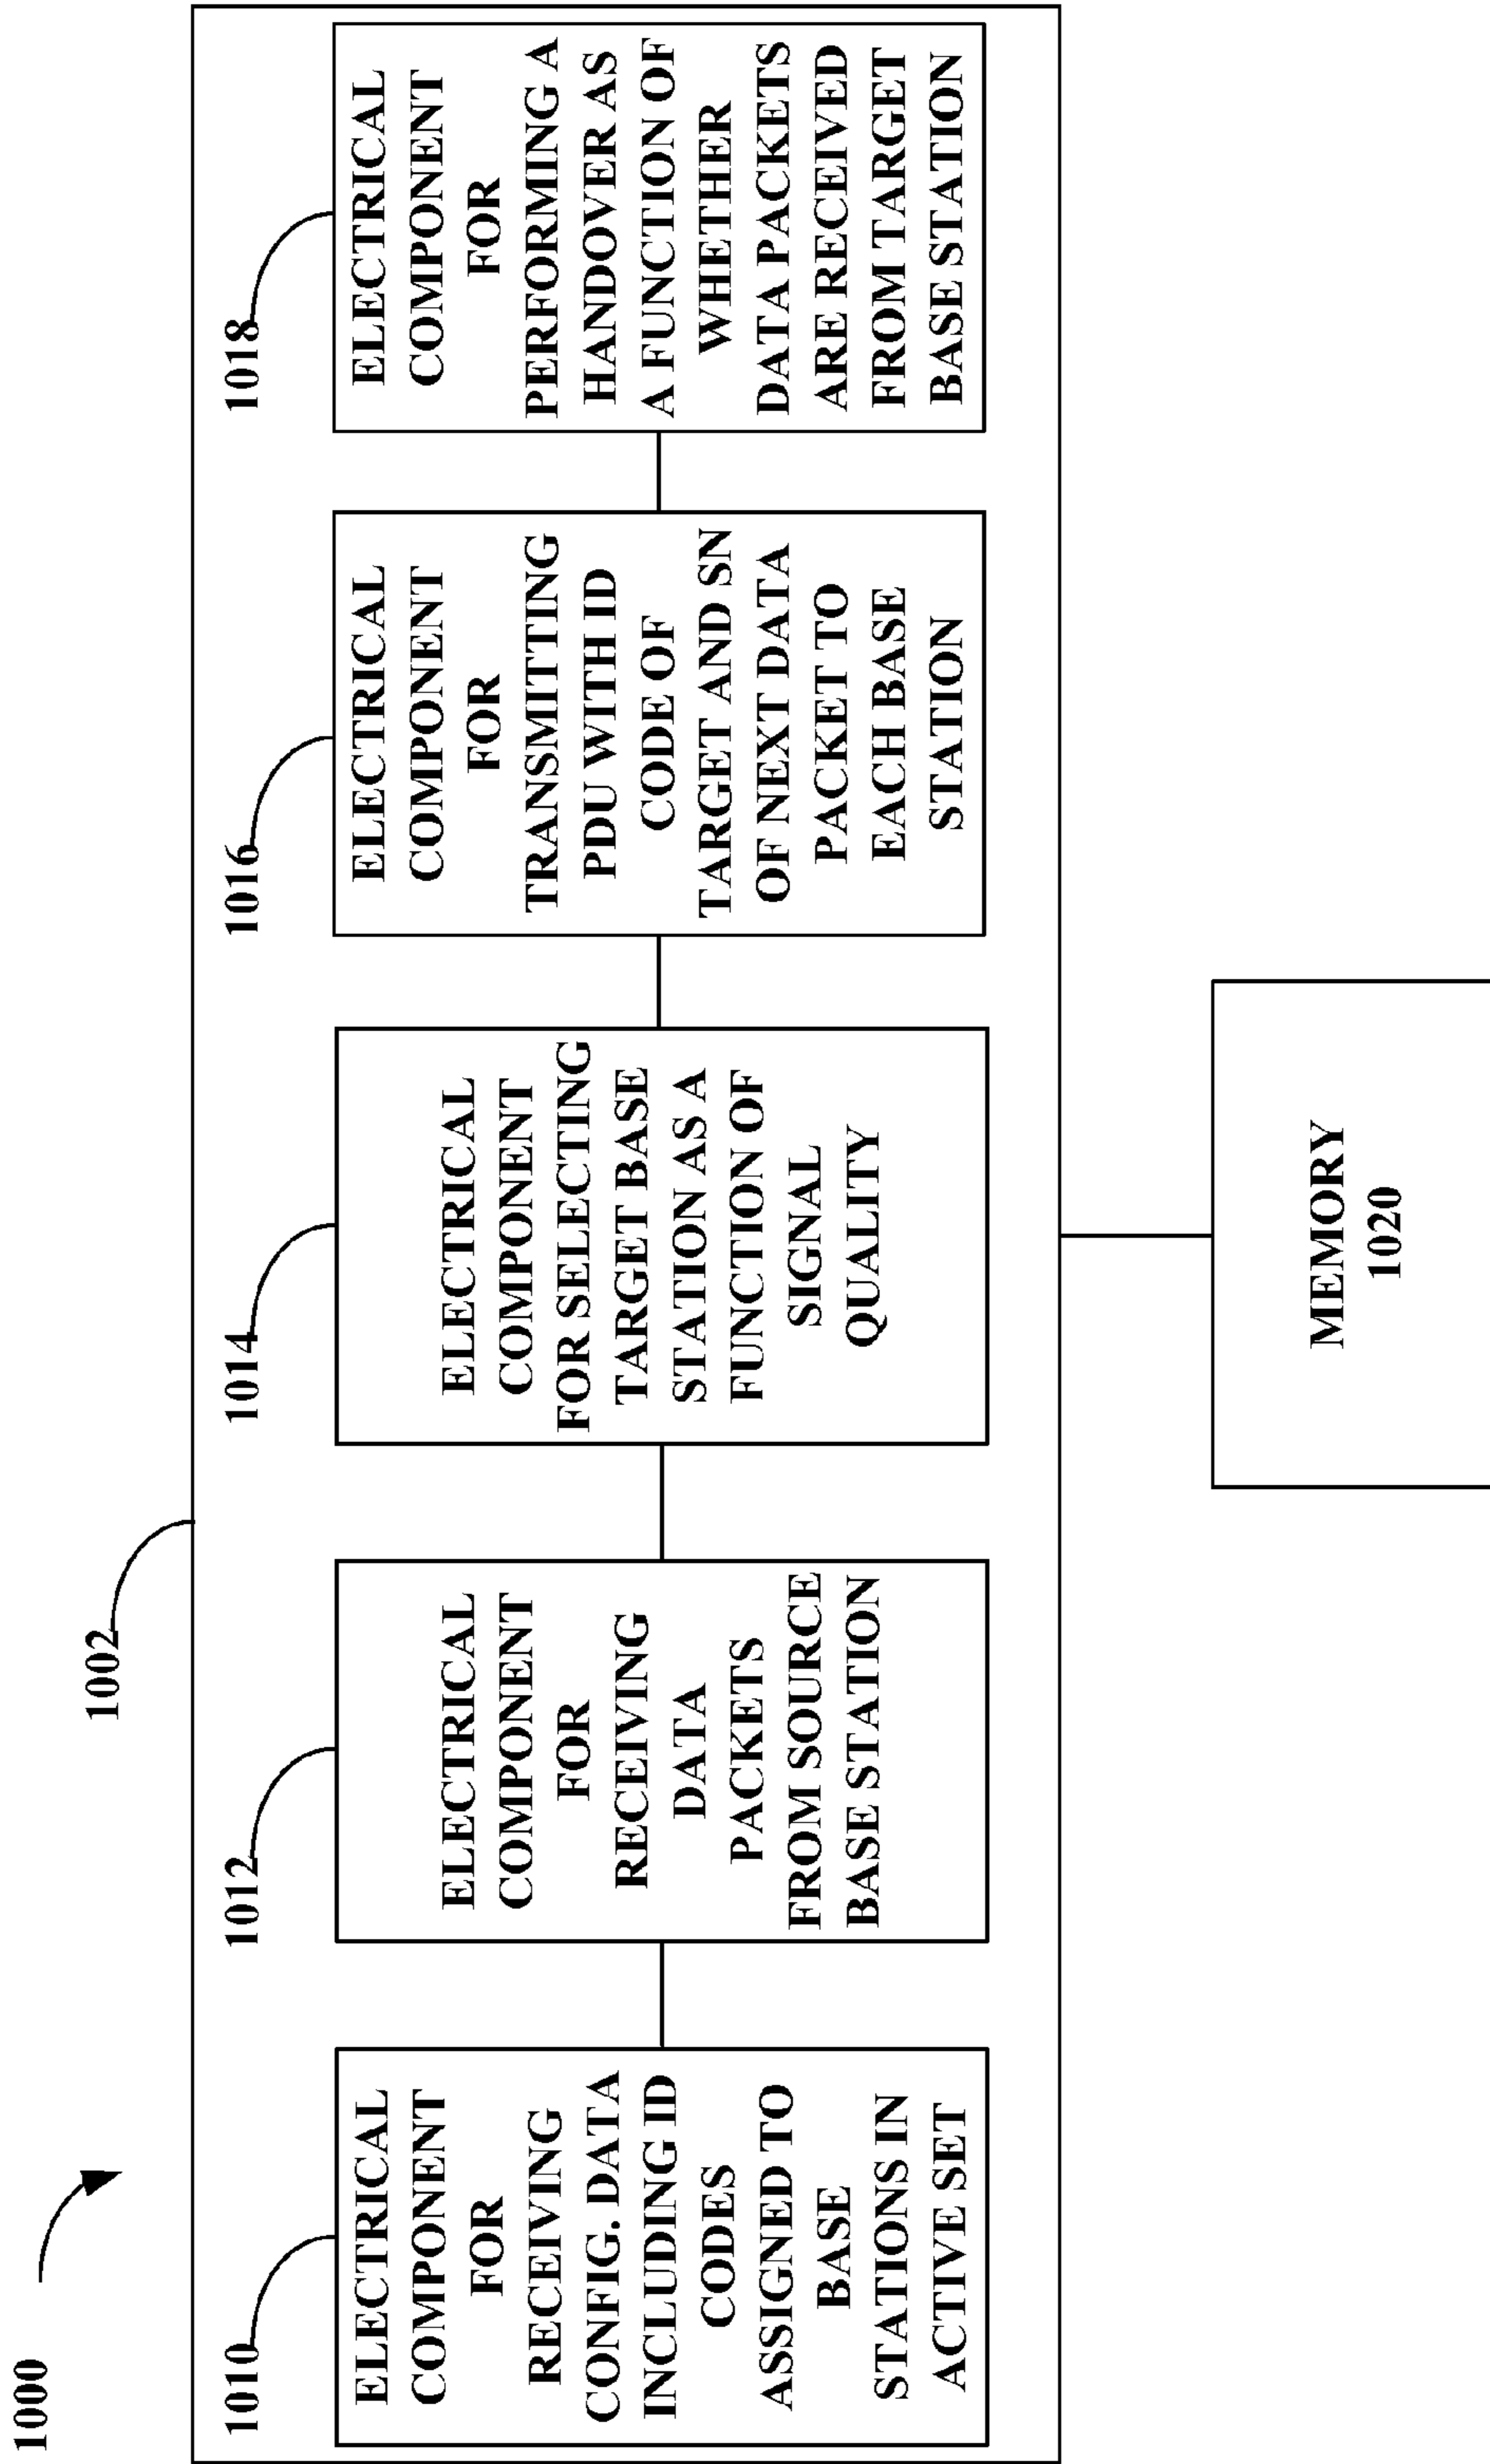 1000
1002
1010
ELECTRICAL
COMPONENT
FOR
RECEIVING
CONFIG. DATA
INCLUDING ID
CODES
ASSIGNED TO
BASE
STATIONS IN
ACTIVE SET
1012
ELECTRICAL
COMPONENT
FOR
RECEIVING
DATA
PACKETS
FROM SOURCE
BASE STATION
1014
ELECTRICAL
COMPONENT
FOR SELECTING
TARGET BASE
STATION AS A
FUNCTION OF
SIGNAL
QUALITY
1016
ELECTRICAL
COMPONENT
FOR
TRANSMITTING
PDU WITH ID
CODE OF
TARGET AND SN
OF NEXT DATA
PACKET TO
EACH BASE
STATION
1018
ELECTRICAL
COMPONENT
FOR
PERFORMING A
HANDOVER AS
A FUNCTION OF
WHETHER
DATA PACKETS
ARE RECEIVED
FROM TARGET
BASE STATION
MEMORY
1020